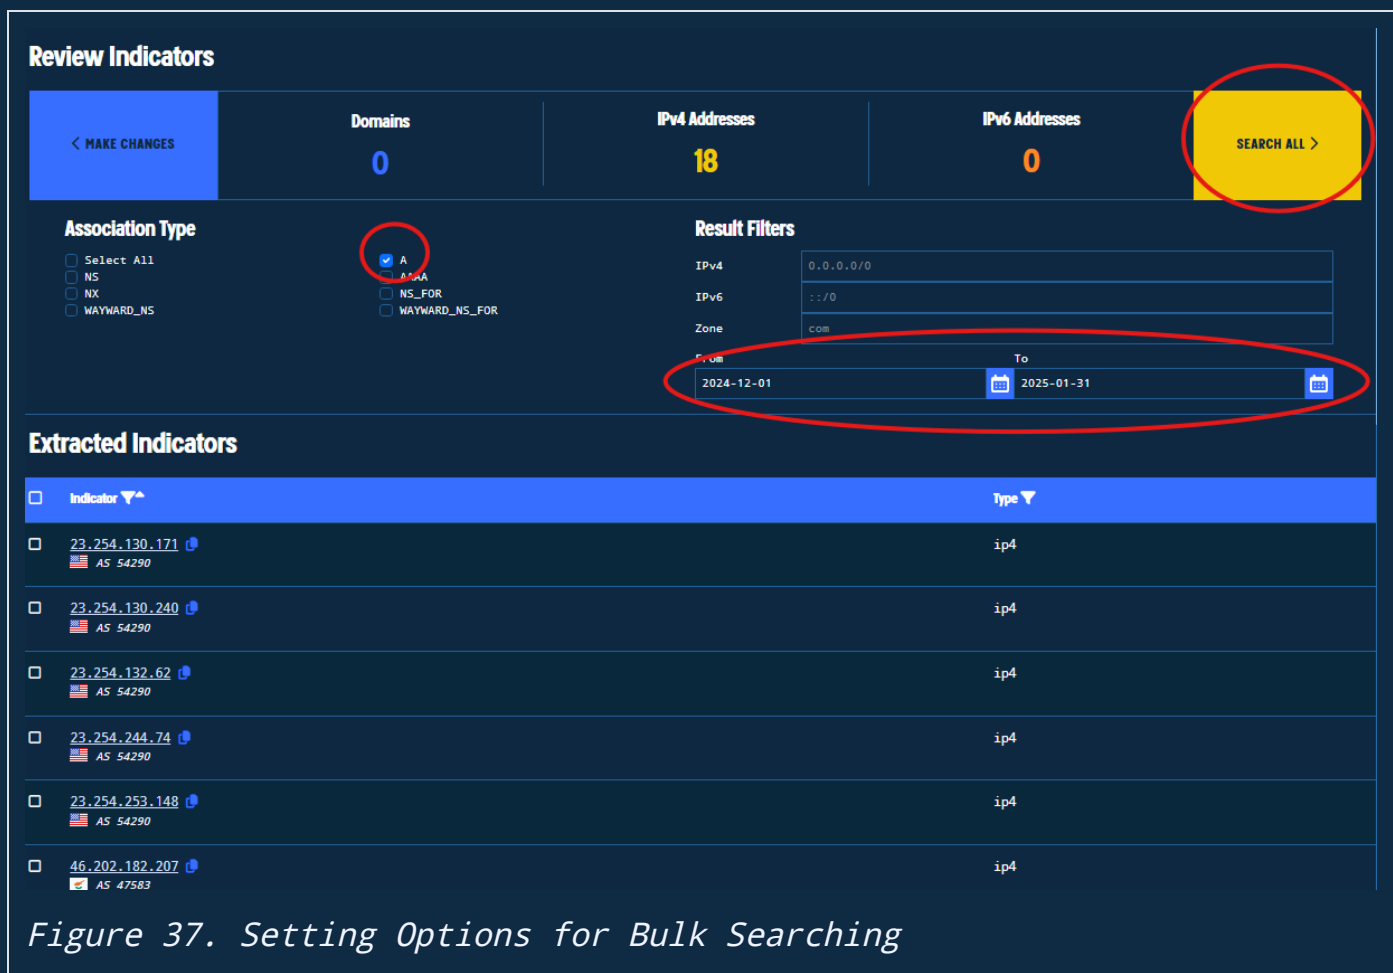 Review Indicators
< MAKE CHANGES
Domains
0
IPv4 Addresses
18
IPv6 Addresses
0
SEARCH ALL >
Association Type
Select All
NS
NX
WAYWARD_NS
A
AAAA
NS_FOR
WAYWARD_NS_FOR
Result Filters
IPv4 0.0.0.0/0
IPv6 ::/0
Zone com
From To
2024-12-01 2025-01-31
Extracted Indicators
Indicator Type
23.254.130.171 ip4
AS 54290
23.254.130.240 ip4
AS 54290
23.254.132.62 ip4
AS 54290
23.254.244.74 ip4
AS 54290
23.254.253.148 ip4
AS 54290
46.202.182.207 ip4
AS 47583
Figure 37. Setting Options for Bulk Searching